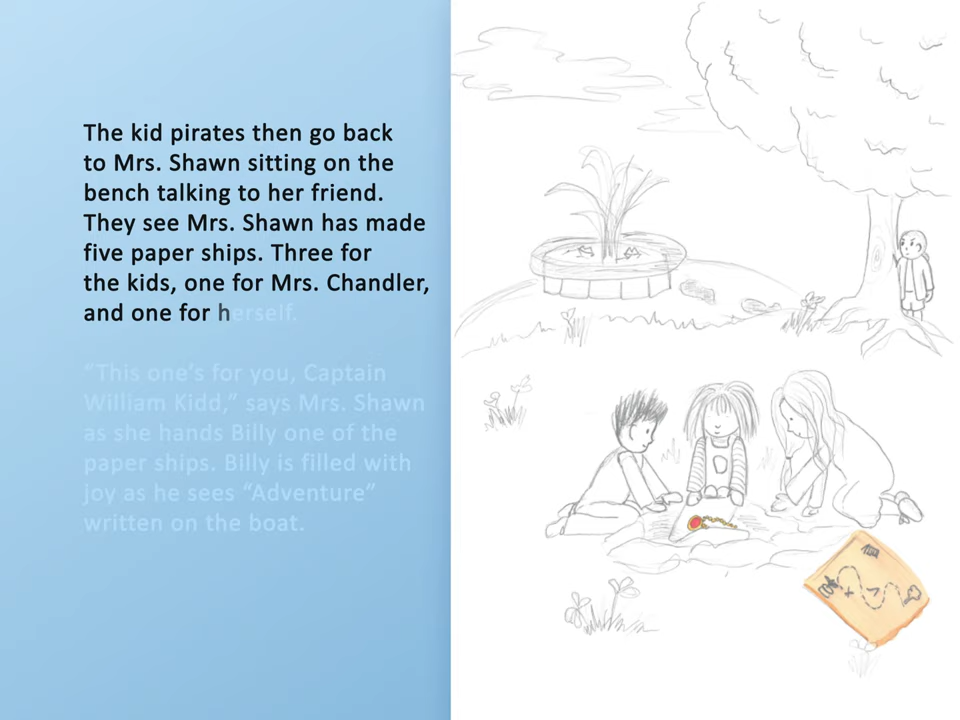 The kid pirates then go back
to Mrs. Shawn sitting on the
bench talking to her friend.
They see Mrs. Shawn has made
five paper ships. Three for
the kids, one for Mrs. Chandler,
and one for herself.
“This one’s for you, Captain
William Kidd,” says Mrs. Shawn
as she hands Billy one of the
paper ships. Billy is filled with
joy as he sees “Adventure”
written on the boat.